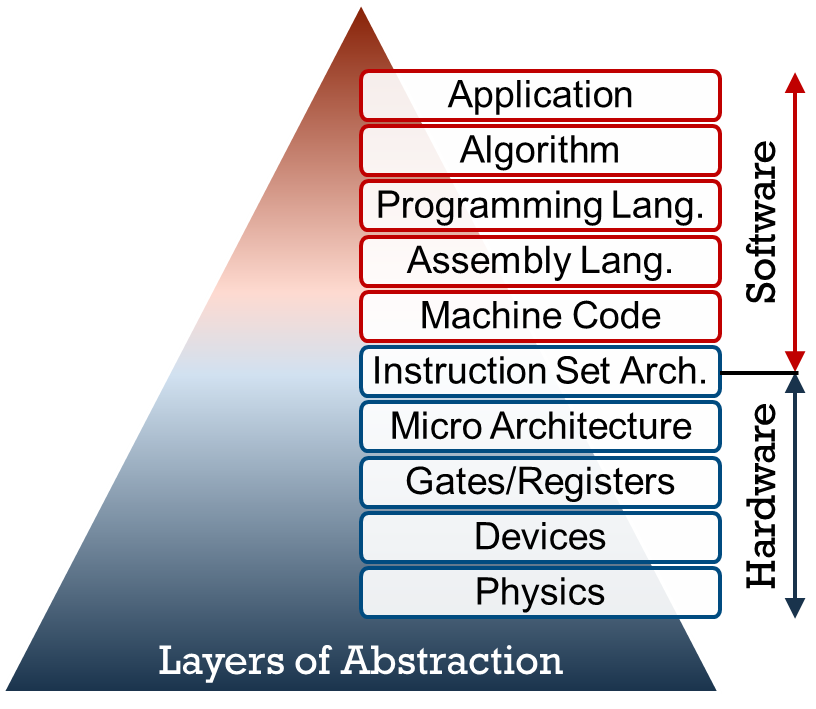 Application
Algorithm
Programming Lang.
Assembly Lang.
Machine Code
Instruction Set Arch.
Micro Architecture
Gates/Registers
Devices
Physics
Software
Hardware
Layers of Abstraction